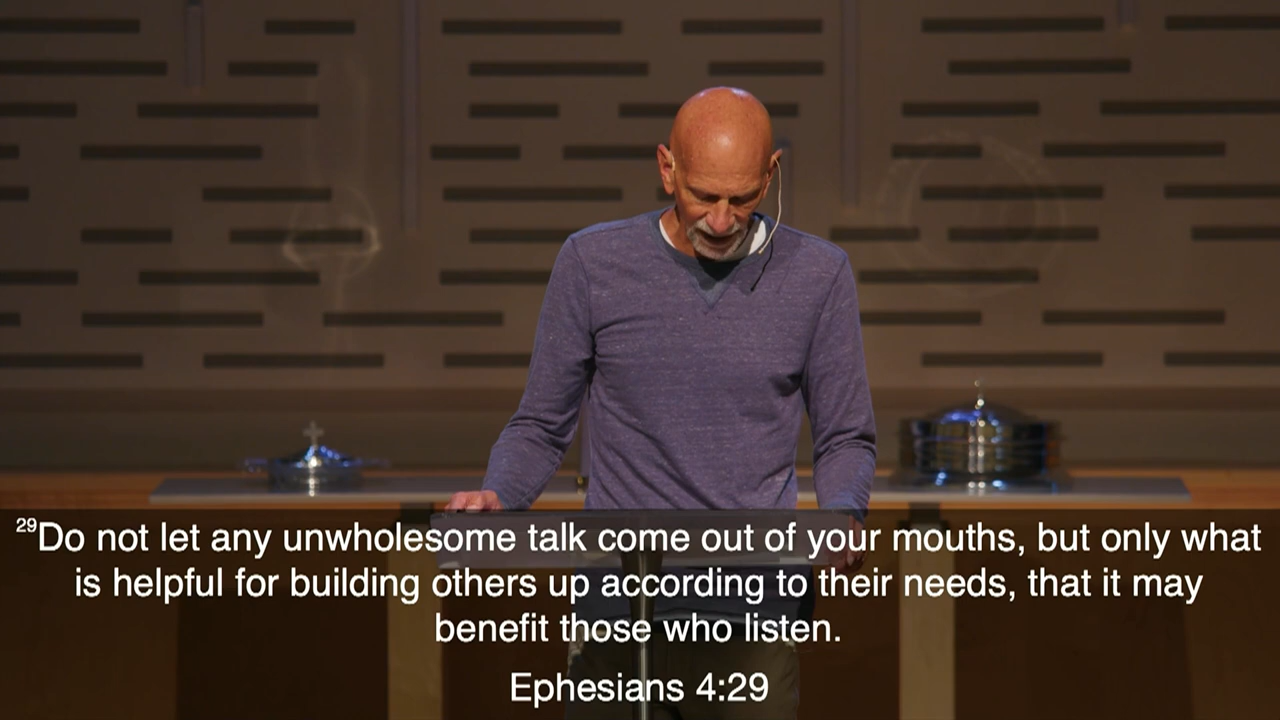 29Do not let any unwholesome talk come out of your mouths, but only what
is helpful for building others up according to their needs, that it may
benefit those who listen.
Ephesians 4:29